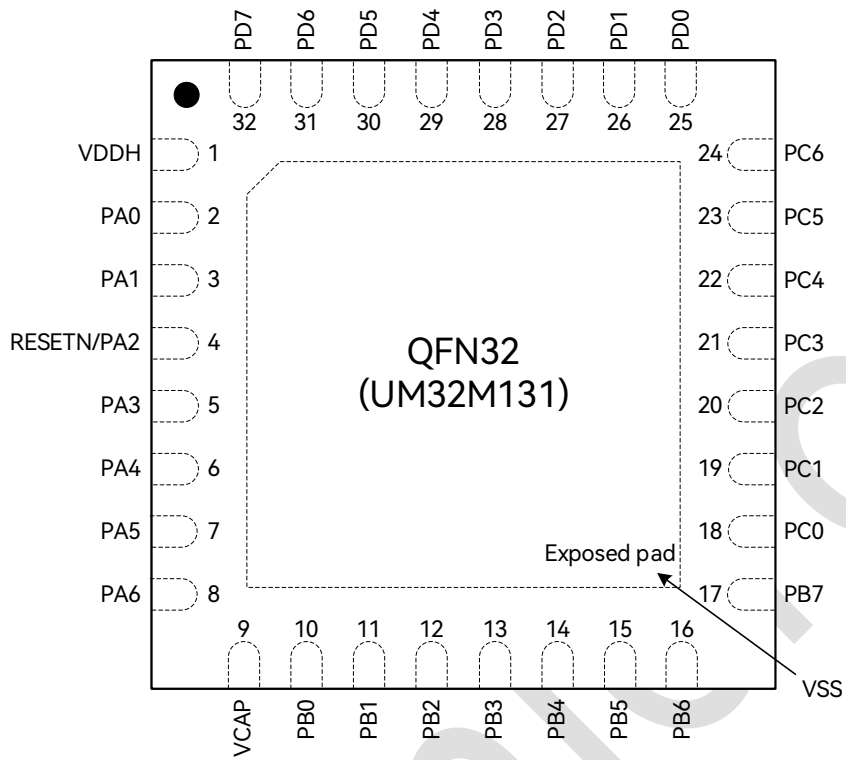 PD7 PD6 PD5 PD4 PD3 PD2 PD1 PD0
32 31 30 29 28 27 26 25
VDDH 1 24 PC6
PA0 2 23 PC5
PA1 3 22 PC4
RESETN/PA2 4 21 PC3
PA3 5 20 PC2
PA4 6 19 PC1
PA5 7 18 PC0
PA6 8 17 PB7
QFN32
(UM32M131)
Exposed pad
9 10 11 12 13 14 15 16
VCAP PB0 PB1 PB2 PB3 PB4 PB5 PB6
VSS